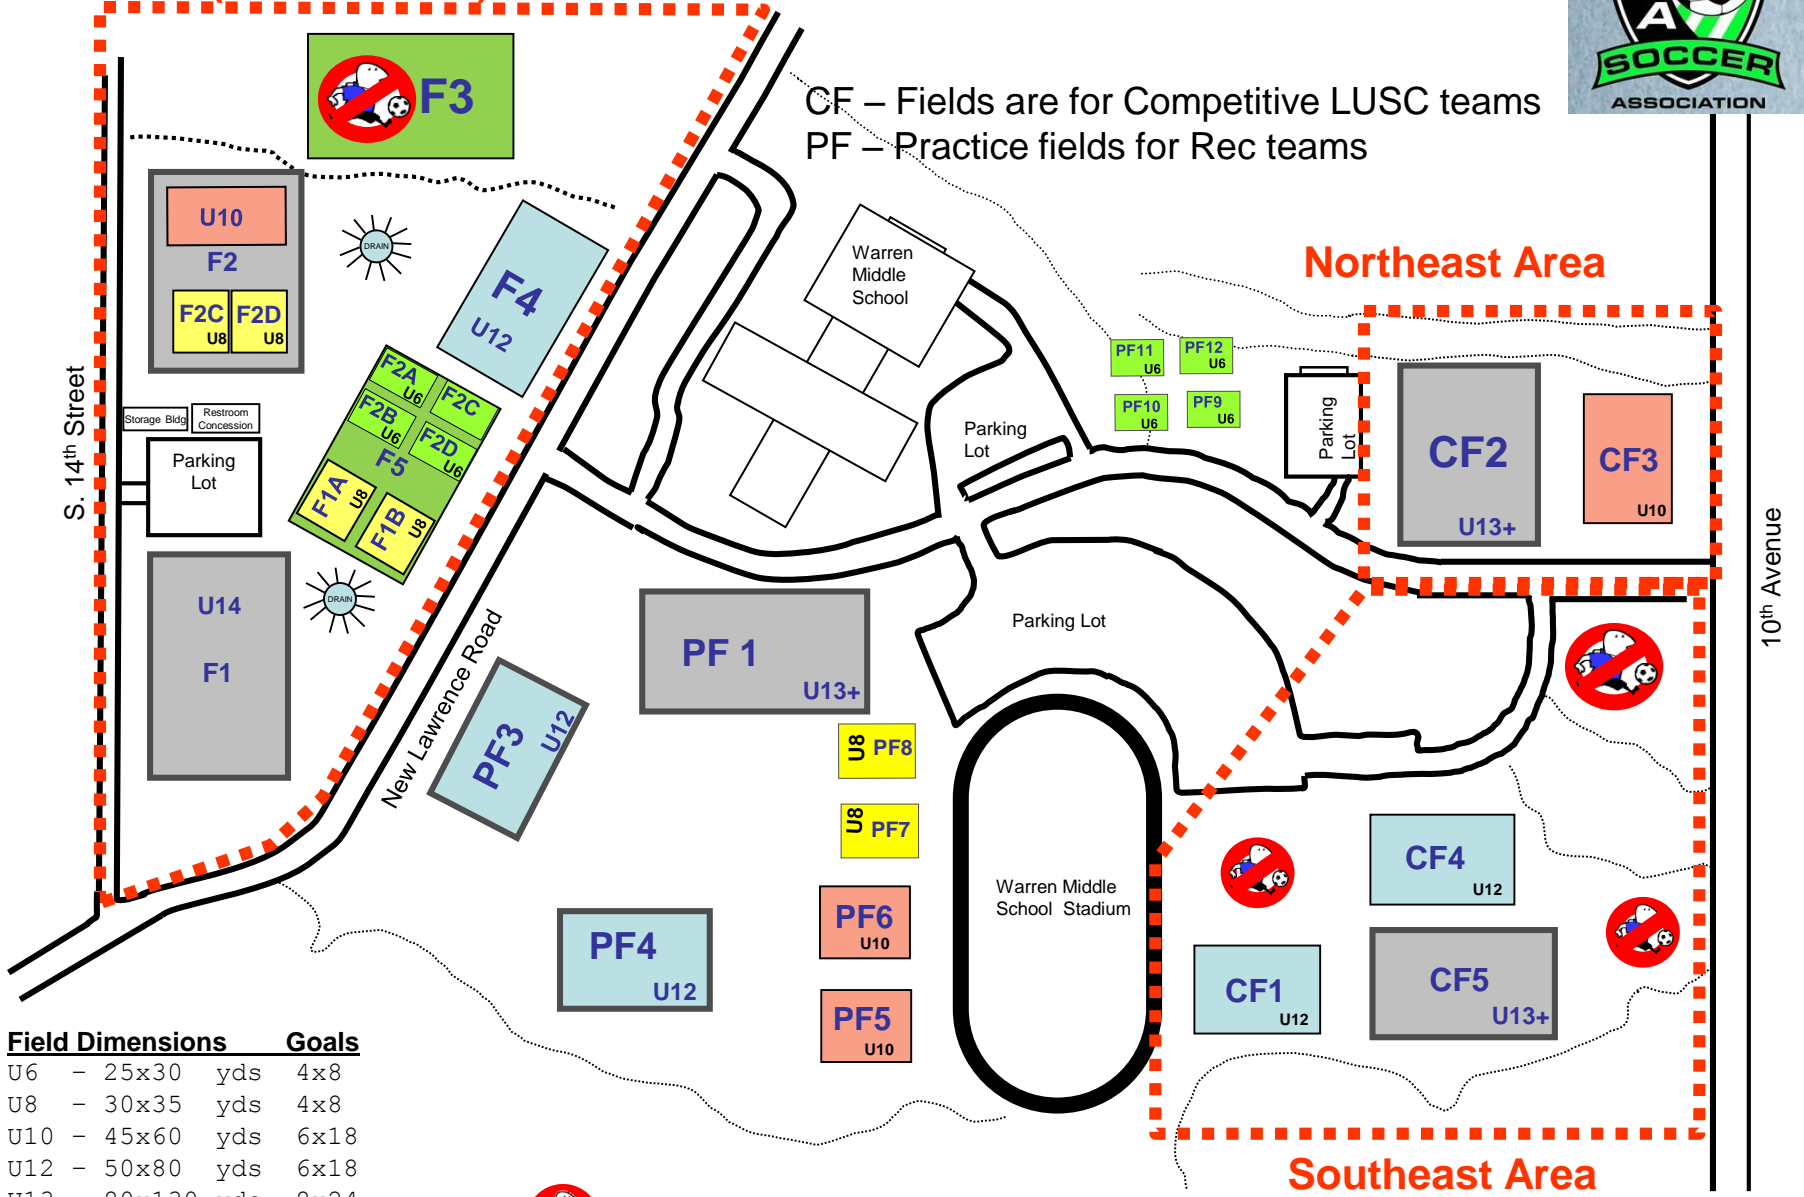 A
SOCCER
ASSOCIATION
CF – Fields are for Competitive LUSC teams
PF – Practice fields for Rec teams
F3
U10
F2
F2C
U8
F2D
U8
DRAIN
F4
U12
Warren
Middle
School
Northeast Area
PF11
U6
PF12
U6
PF10
U6
PF9
U6
F2A
U6
F2C
F2B
U6
F2D
U6
F5
F1A
U8
F1B
U8
S. 14th Street
Storage Bldg
Restroom
Concession
Parking
Lot
Parking
Lot
Parking
Lot
CF2
U13+
CF3
U10
10th Avenue
U14
F1
DRAIN
New Lawrence Road
PF3
U12
PF 1
U13+
Parking Lot
U8
PF8
U8
PF7
PF6
U10
PF5
U10
PF4
U12
Warren Middle
School Stadium
CF4
U12
CF1
U12
CF5
U13+
Southeast Area
Field Dimensions Goals
U6 – 25x30 yds 4x8
U8 – 30x35 yds 4x8
U10 – 45x60 yds 6x18
U12 – 50x80 yds 6x18